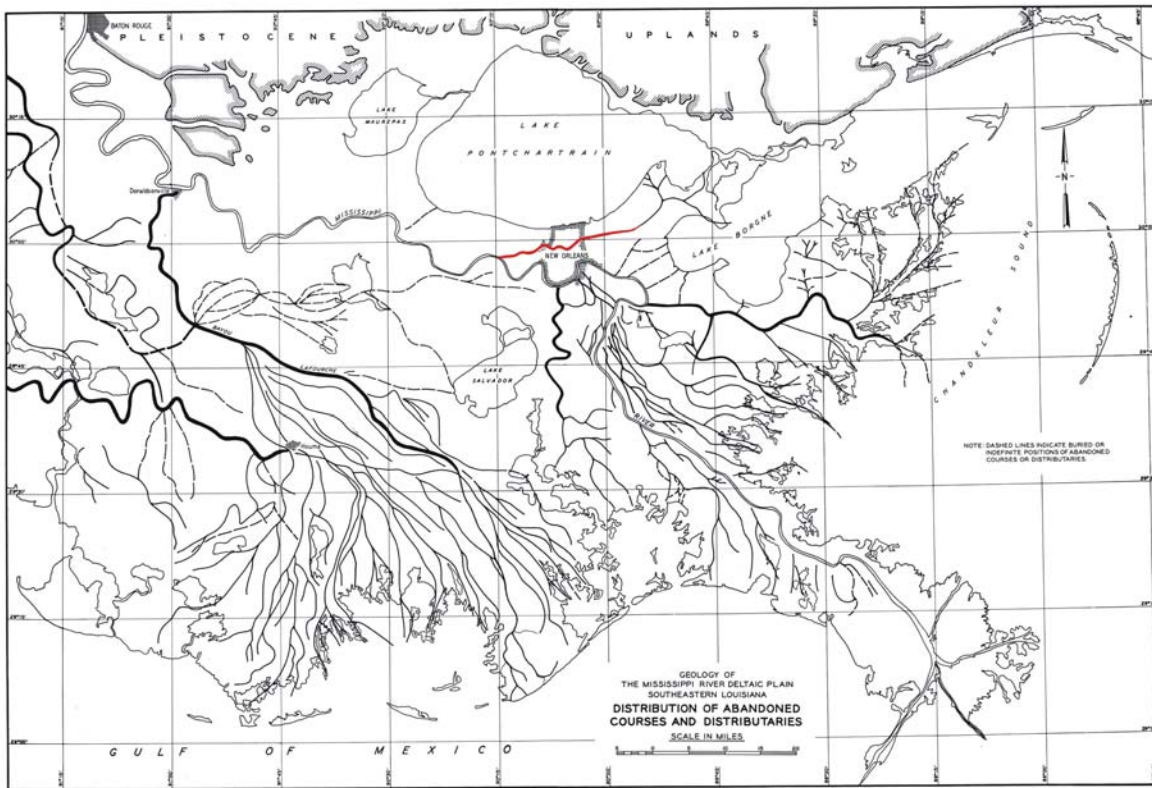 BATON ROUGE
PLEISTOCENE UPLANDS
LAKE
MAUREPAS
LAKE
PONTCHARTRAIN
Donaldsonville
MISSISSIPPI
LAKE BORGNE
NEW ORLEANS
CHANDELEUR SOUND
-N-
BAYOU
LAFOURCHE
LAKE
SALVADOR
RIVER
Houma
NOTE: DASHED LINES INDICATE BURIED OR
INDEFINITE POSITIONS OF ABANDONED
COURSES OR DISTRIBUTARIES.
GEOLOGY OF
THE MISSISSIPPI RIVER DELTAIC PLAIN
SOUTHEASTERN LOUISIANA
DISTRIBUTION OF ABANDONED
COURSES AND DISTRIBUTARIES
SCALE IN MILES
GULF OF MEXICO